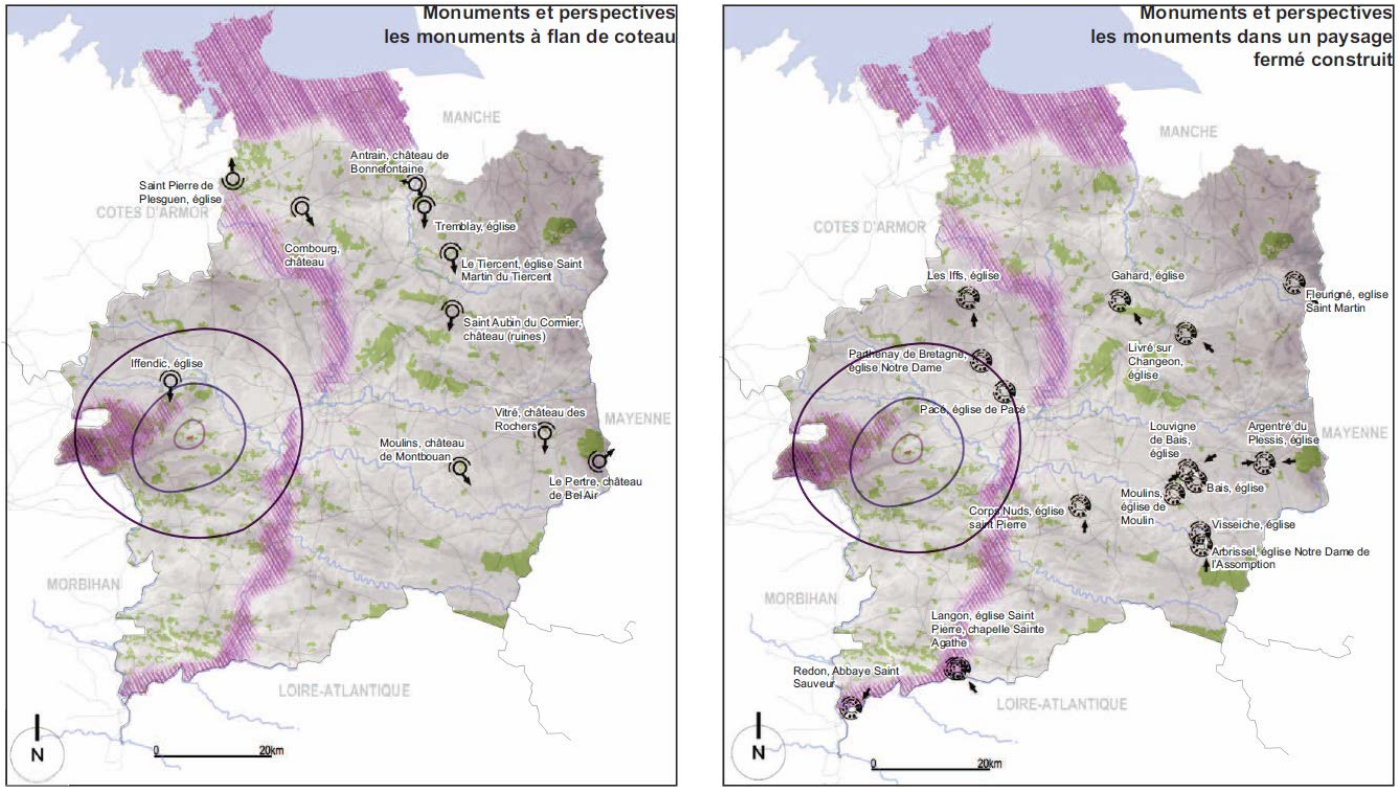 Monuments et perspectives
les monuments à flan de coteau
MANCHE
Antrain, château de
Bonnefontaine
Saint Pierre de
Plesguen, église
COTES D'ARMOR
Tremblay, église
Combourg,
château
Le Tiercent, église Saint
Martin du Tiercent
Saint Aubin du Cormier,
château (ruines)
Iffendic, église
Vitré, château des
Rochers
MAYENNE
Moulins, château
de Montbouan
Le Pertre, château
de Bel Air
MORBIHAN
LOIRE-ATLANTIQUE
N
0
20km
Monuments et perspectives
les monuments dans un paysage
fermé construit
MANCHE
COTES D'ARMOR
Les Iffs, église
Gahard, église
Fleurigné, eglise
Saint Martin
Livré sur
Changeon,
église
Parthenay de Bretagne,
église Notre Dame
Pacé, église de Pacé
Louvigne
de Bais,
église
Argentré du
Plessis, église
MAYENNE
Bais, église
Moulins,
église de
Moulin
Corps Nuds, église
saint Pierre
Visseiche, église
Arbrissel, église Notre Dame de
l'Assomption
MORBIHAN
Langon, église Saint
Pierre, chapelle Sainte
Agathe
Redon, Abbaye Saint
Sauveur
LOIRE-ATLANTIQUE
N
0
20km